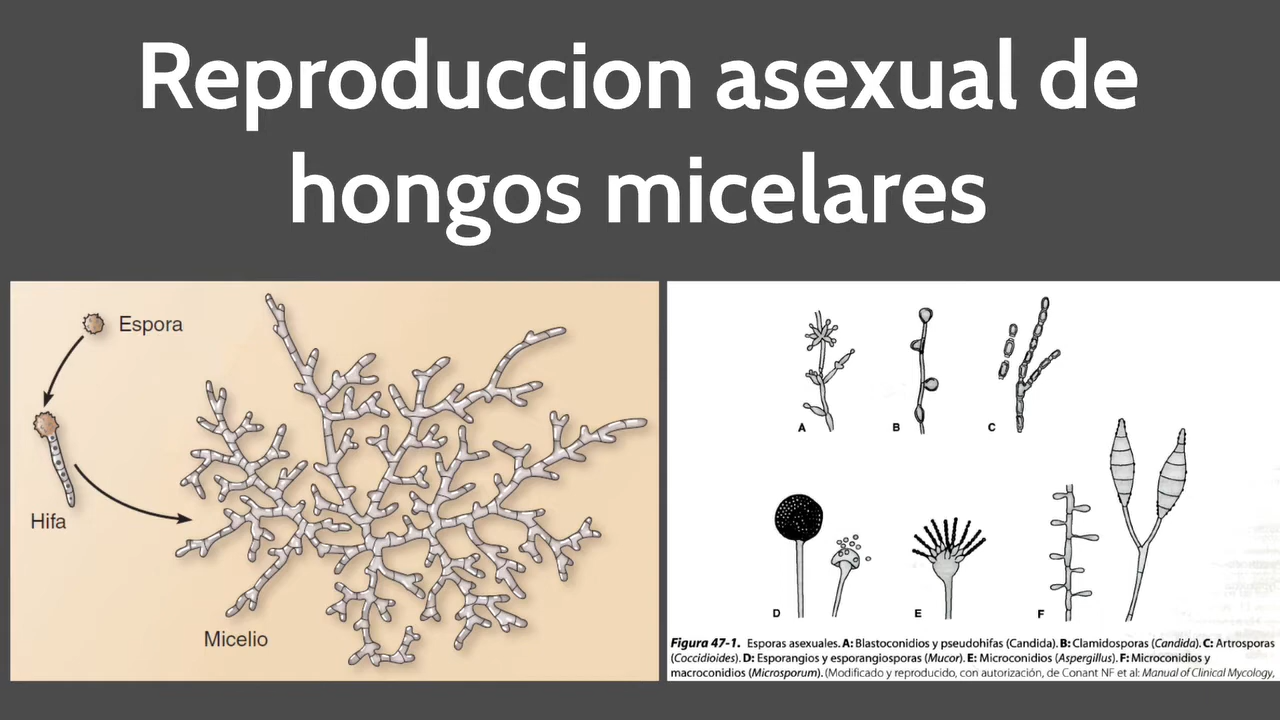 Reproduccion asexual de
hongos micelares
Espora
Hifa
Micelio
A
B
C
D
E
F
Figura 47-1. Esporas asexuales. A: Blastoconidios y pseudohifas (Candida). B: Clamidosporas (Candida). C: Artrosporas
(Coccidioides). D: Esporangios y esporangiosporas (Mucor). E: Microconidios (Aspergillus). F: Microconidios y
macroconidios (Microsporum). (Modificado y reproducido, con autorización, de Conant NF et al: Manual of Clinical Mycology,